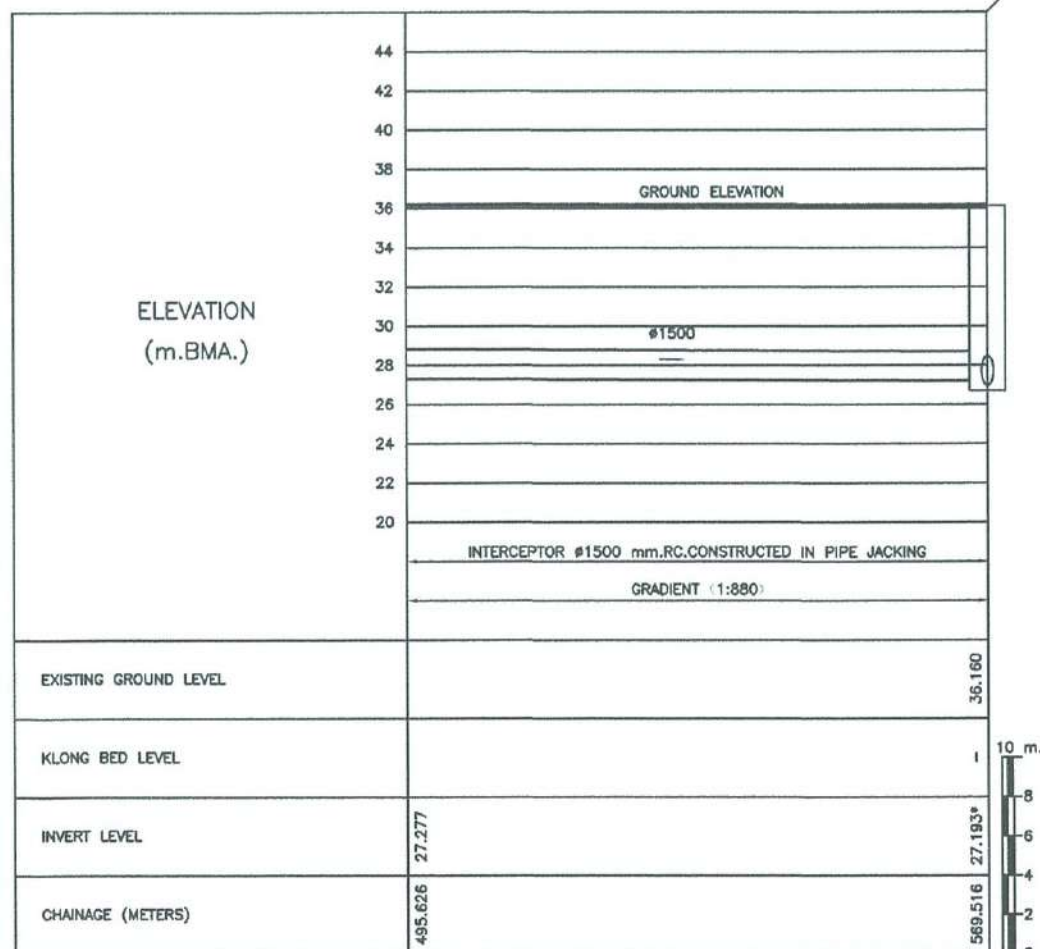 44
42
40
38
GROUND ELEVATION
36
34
32
ELEVATION
(m.BMA.)
30
ø1500
28
26
24
22
20
INTERCEPTOR ø1500 mm.RC.CONSTRUCTED IN PIPE JACKING
GRADIENT (1:880)
EXISTING GROUND LEVEL
36.160
KLONG BED LEVEL
-
10 m.
8
INVERT LEVEL
27.277
27.193*
6
4
CHAINAGE (METERS)
495.626
569.516
2